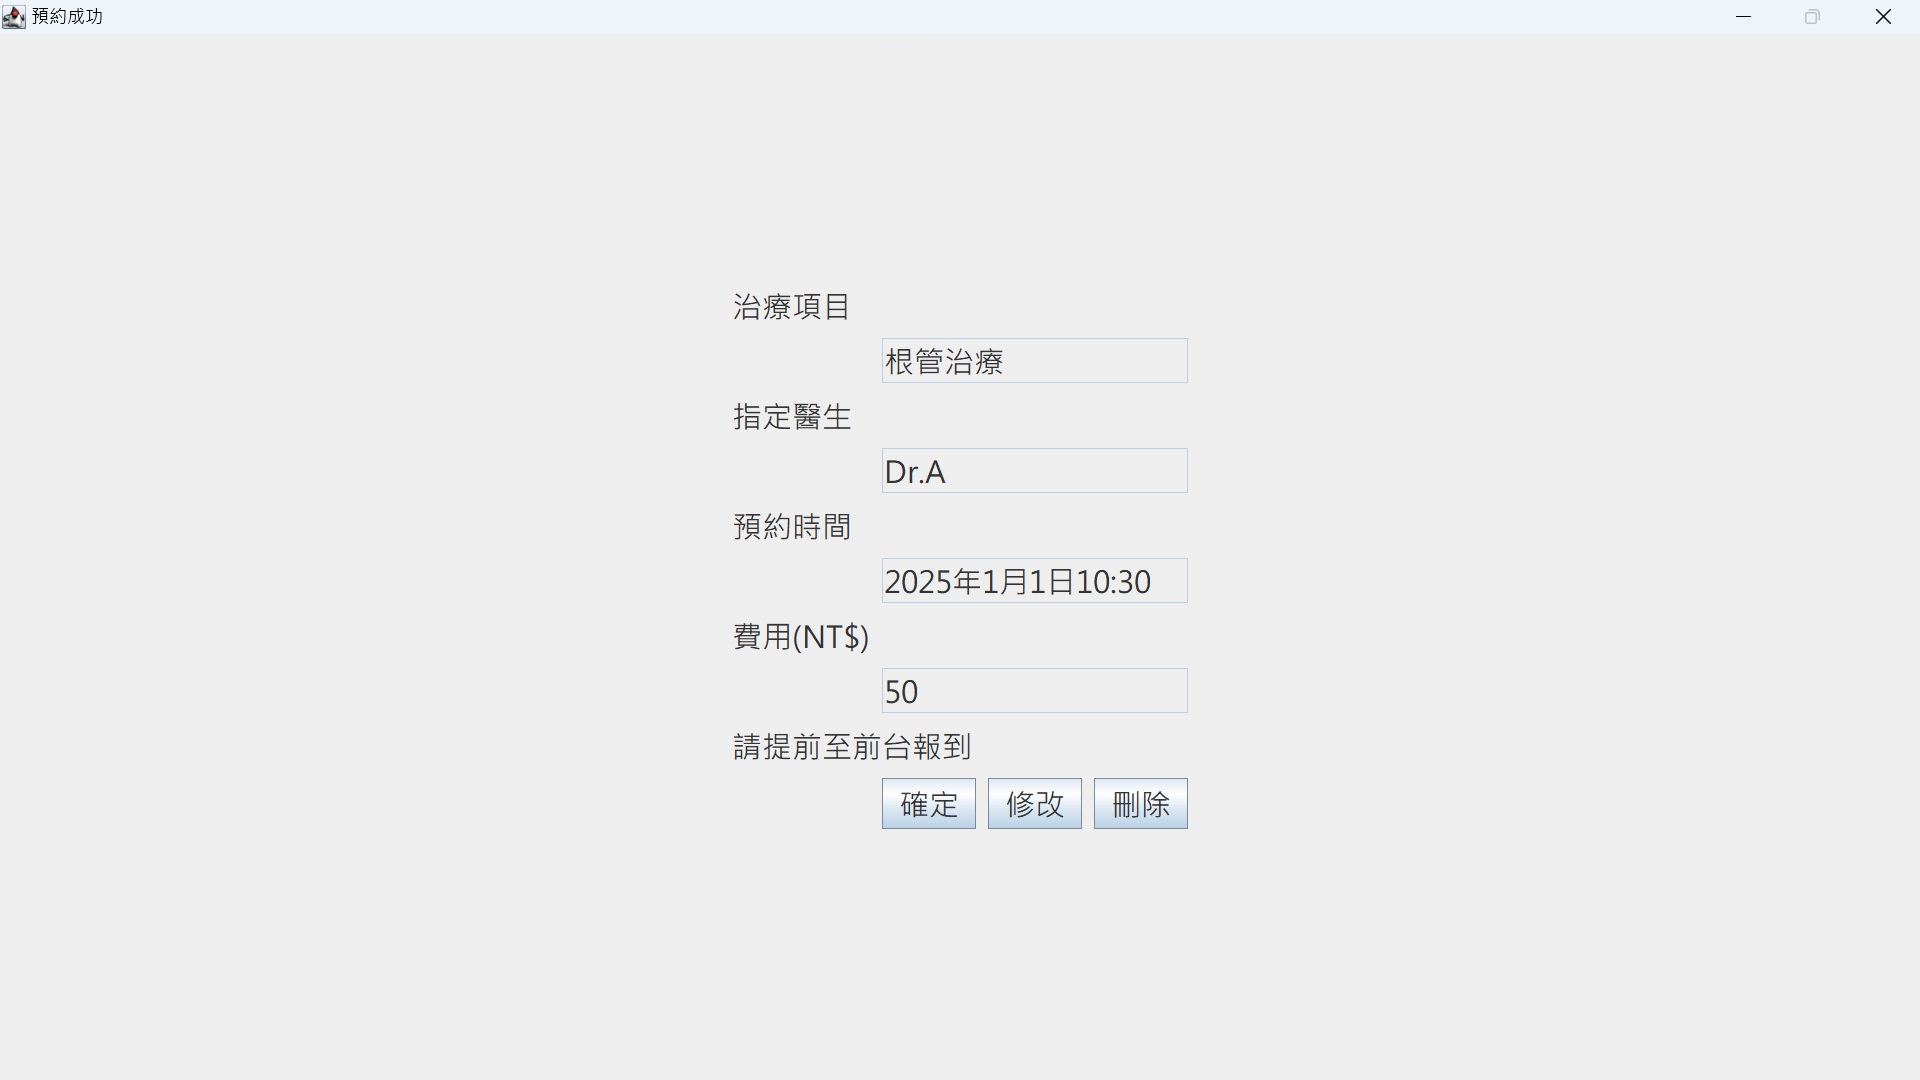 預約成功
治療項目
根管治療
指定醫生
Dr.A
預約時間
2025年1月1日10:30
費用(NT$)
50
請提前至前台報到
確定 修改 刪除